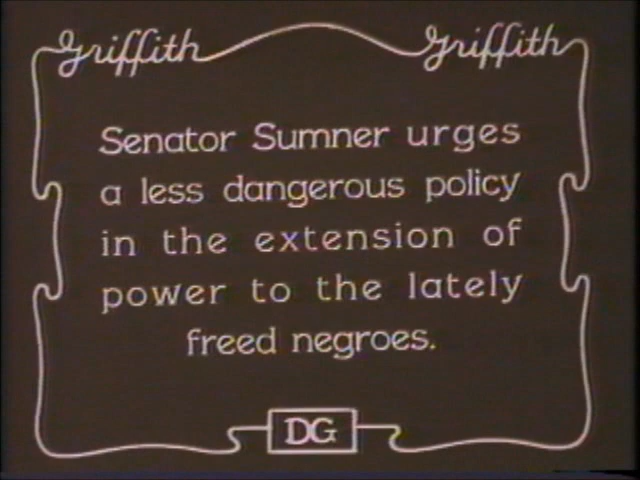 Griffith Griffith
Senator Sumner urges
a less dangerous policy
in the extension of
power to the lately
freed negroes.
DG